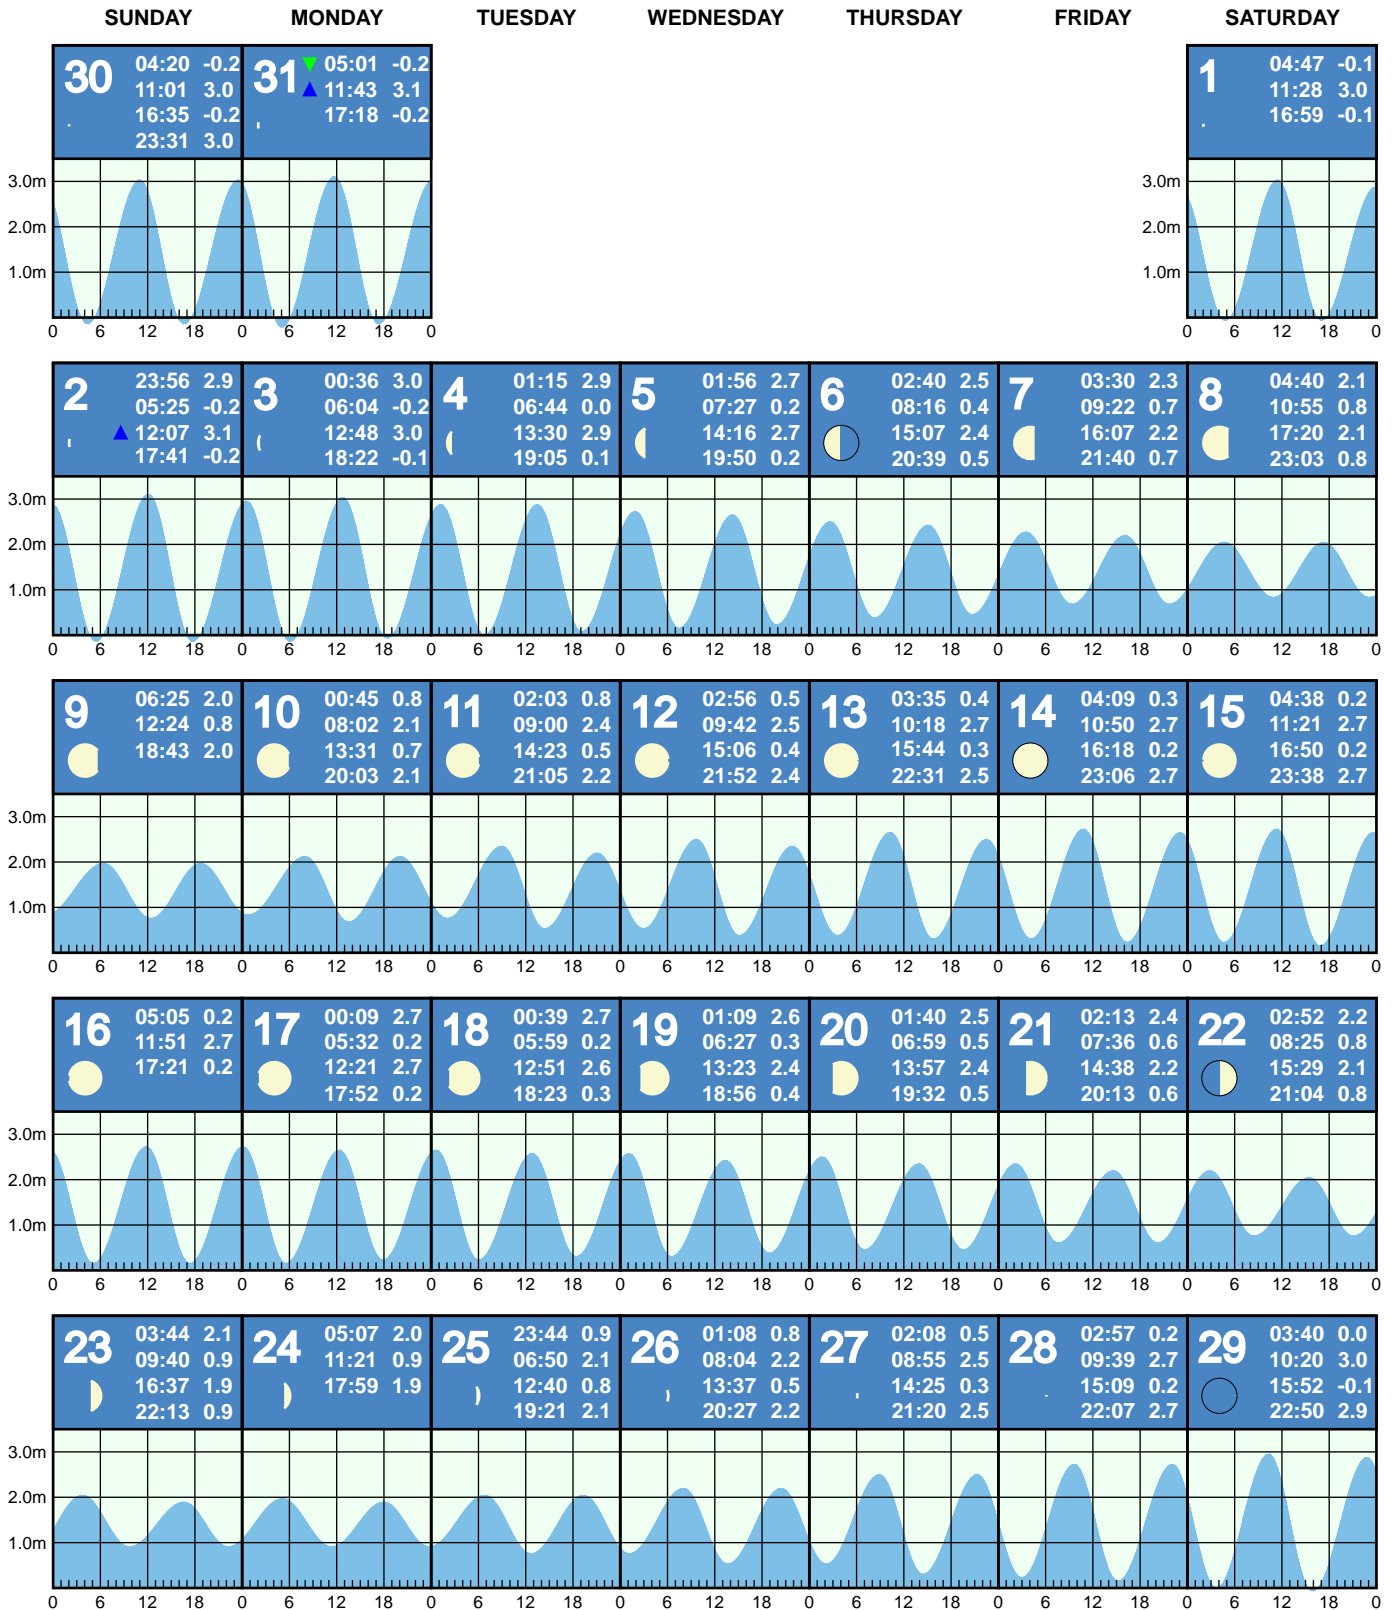 SUNDAY MONDAY TUESDAY WEDNESDAY THURSDAY FRIDAY SATURDAY
30 04:20 -0.2
11:01 3.0
16:35 -0.2
23:31 3.0
31 05:01 -0.2
11:43 3.1
17:18 -0.2
1 04:47 -0.1
11:28 3.0
16:59 -0.1
3.0m 3.0m
2.0m 2.0m
1.0m 1.0m
0 6 12 18 0 6 12 18 0 0 6 12 18 0
2 23:56 2.9
05:25 -0.2
12:07 3.1
17:41 -0.2
3 00:36 3.0
06:04 -0.2
12:48 3.0
18:22 -0.1
4 01:15 2.9
06:44 0.0
13:30 2.9
19:05 0.1
5 01:56 2.7
07:27 0.2
14:16 2.7
19:50 0.2
6 02:40 2.5
08:16 0.4
15:07 2.4
20:39 0.5
7 03:30 2.3
09:22 0.7
16:07 2.2
21:40 0.7
8 04:40 2.1
10:55 0.8
17:20 2.1
23:03 0.8
3.0m
2.0m
1.0m
0 6 12 18 0 6 12 18 0 6 12 18 0 6 12 18 0 6 12 18 0 6 12 18 0 6 12 18 0
9 06:25 2.0
12:24 0.8
18:43 2.0
10 00:45 0.8
08:02 2.1
13:31 0.7
20:03 2.1
11 02:03 0.8
09:00 2.4
14:23 0.5
21:05 2.2
12 02:56 0.5
09:42 2.5
15:06 0.4
21:52 2.4
13 03:35 0.4
10:18 2.7
15:44 0.3
22:31 2.5
14 04:09 0.3
10:50 2.7
16:18 0.2
23:06 2.7
15 04:38 0.2
11:21 2.7
16:50 0.2
23:38 2.7
3.0m
2.0m
1.0m
0 6 12 18 0 6 12 18 0 6 12 18 0 6 12 18 0 6 12 18 0 6 12 18 0 6 12 18 0
16 05:05 0.2
11:51 2.7
17:21 0.2
17 00:09 2.7
05:32 0.2
12:21 2.7
17:52 0.2
18 00:39 2.7
05:59 0.2
12:51 2.6
18:23 0.3
19 01:09 2.6
06:27 0.3
13:23 2.4
18:56 0.4
20 01:40 2.5
06:59 0.5
13:57 2.4
19:32 0.5
21 02:13 2.4
07:36 0.6
14:38 2.2
20:13 0.6
22 02:52 2.2
08:25 0.8
15:29 2.1
21:04 0.8
3.0m
2.0m
1.0m
0 6 12 18 0 6 12 18 0 6 12 18 0 6 12 18 0 6 12 18 0 6 12 18 0 6 12 18 0
23 03:44 2.1
09:40 0.9
16:37 1.9
22:13 0.9
24 05:07 2.0
11:21 0.9
17:59 1.9
25 23:44 0.9
06:50 2.1
12:40 0.8
19:21 2.1
26 01:08 0.8
08:04 2.2
13:37 0.5
20:27 2.2
27 02:08 0.5
08:55 2.5
14:25 0.3
21:20 2.5
28 02:57 0.2
09:39 2.7
15:09 0.2
22:07 2.7
29 03:40 0.0
10:20 3.0
15:52 -0.1
22:50 2.9
3.0m
2.0m
1.0m
0 6 12 18 0 6 12 18 0 6 12 18 0 6 12 18 0 6 12 18 0 6 12 18 0 6 12 18 0